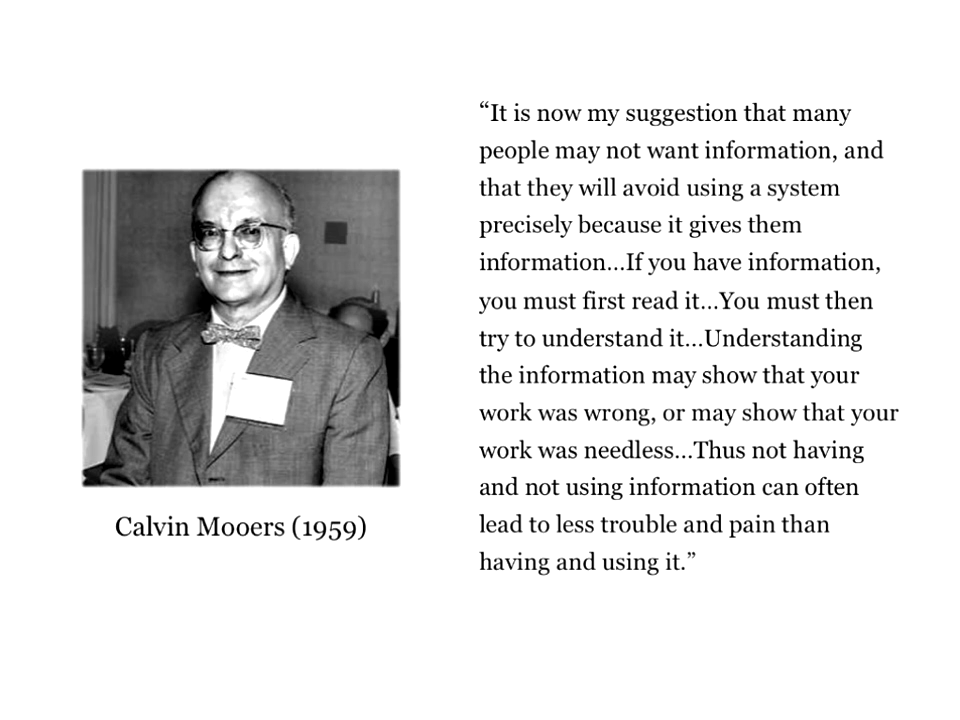 “It is now my suggestion that many
people may not want information, and
that they will avoid using a system
precisely because it gives them
information...If you have information,
you must first read it...You must then
try to understand it...Understanding
the information may show that your
work was wrong, or may show that your
work was needless...Thus not having
and not using information can often
lead to less trouble and pain than
having and using it.”
Calvin Mooers (1959)